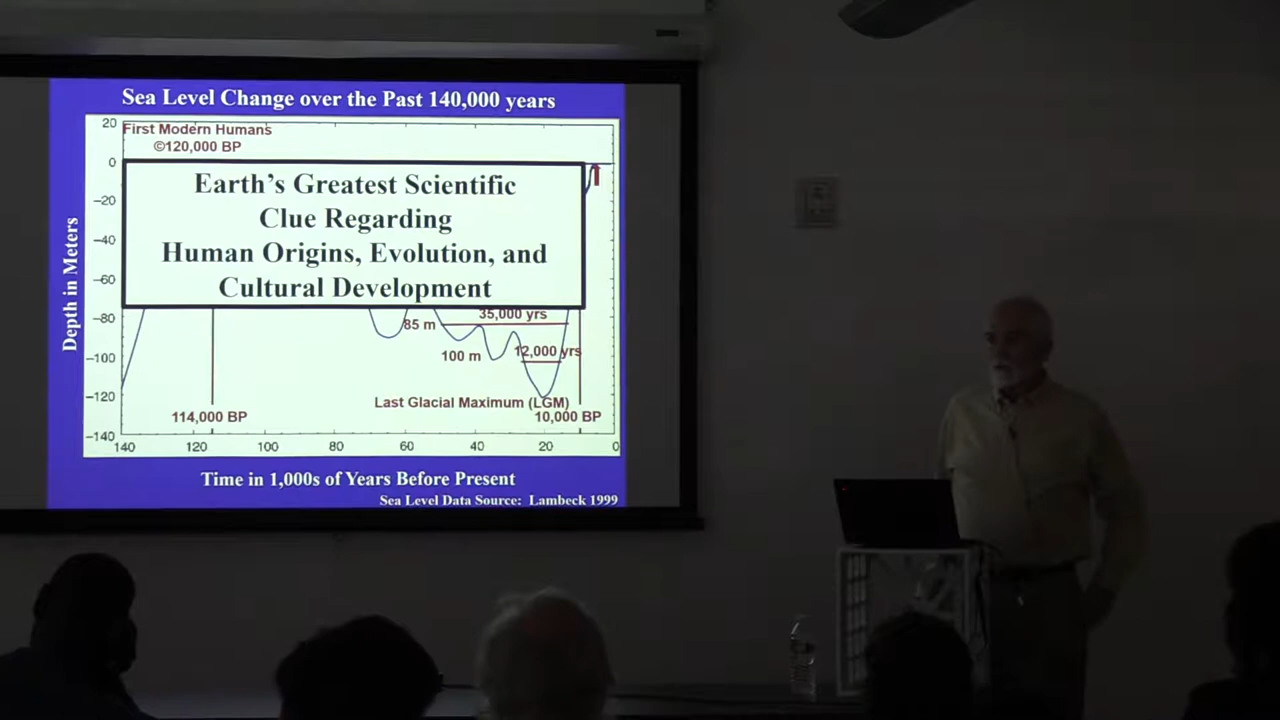 Sea Level Change over the Past 140,000 years
First Modern Humans
©120,000 BP
Earth's Greatest Scientific
Clue Regarding
Human Origins, Evolution, and
Cultural Development
20
0
−20
−40
−60
−80
−100
−120
−140
Depth in Meters
35,000 yrs
85 m
100 m
12,000 yrs
Last Glacial Maximum (LGM)
114,000 BP
10,000 BP
140 120 100 80 60 40 20 0
Time in 1,000s of Years Before Present
Sea Level Data Source: Lambeck 1999